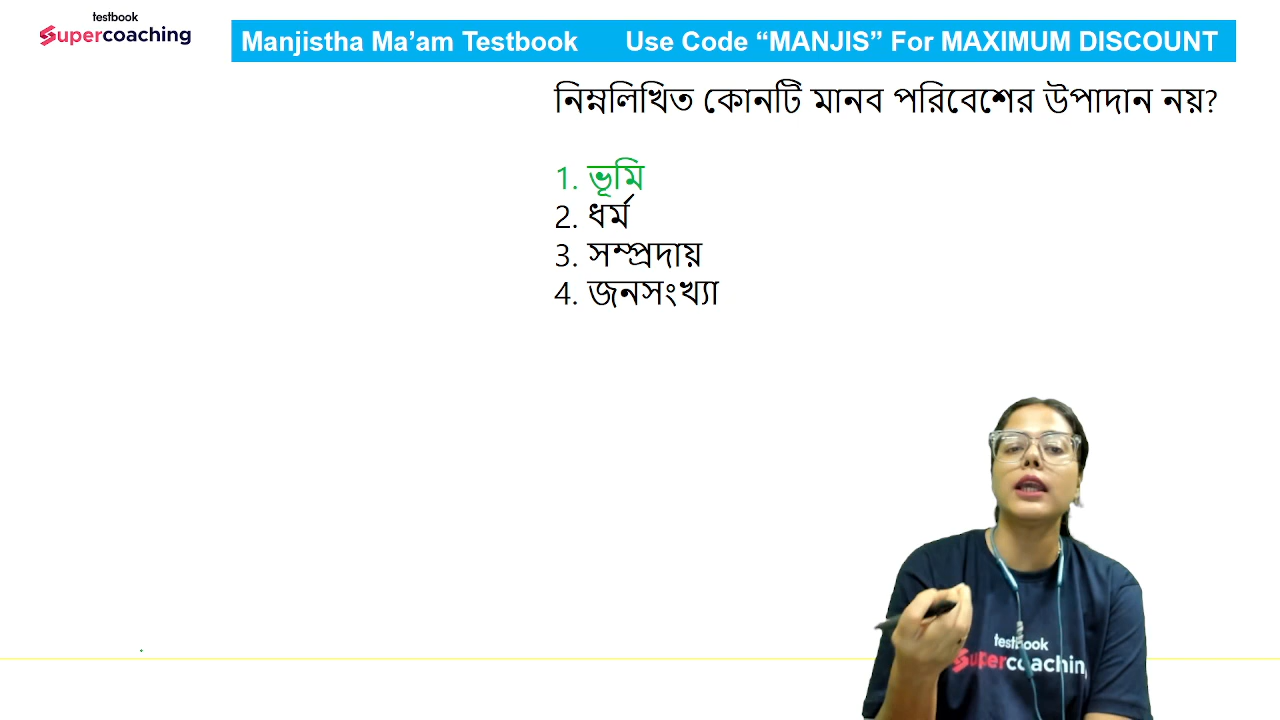 testbook
Supercoaching
Manjistha Ma’am Testbook Use Code “MANJIS” For MAXIMUM DISCOUNT
নিম্নলিখিত কোনটি মানব পরিবেশের উপাদান নয়?
1. ভূমি
2. ধর্ম
3. সম্প্রদায়
4. জনসংখ্যা
testbook
Supercoaching